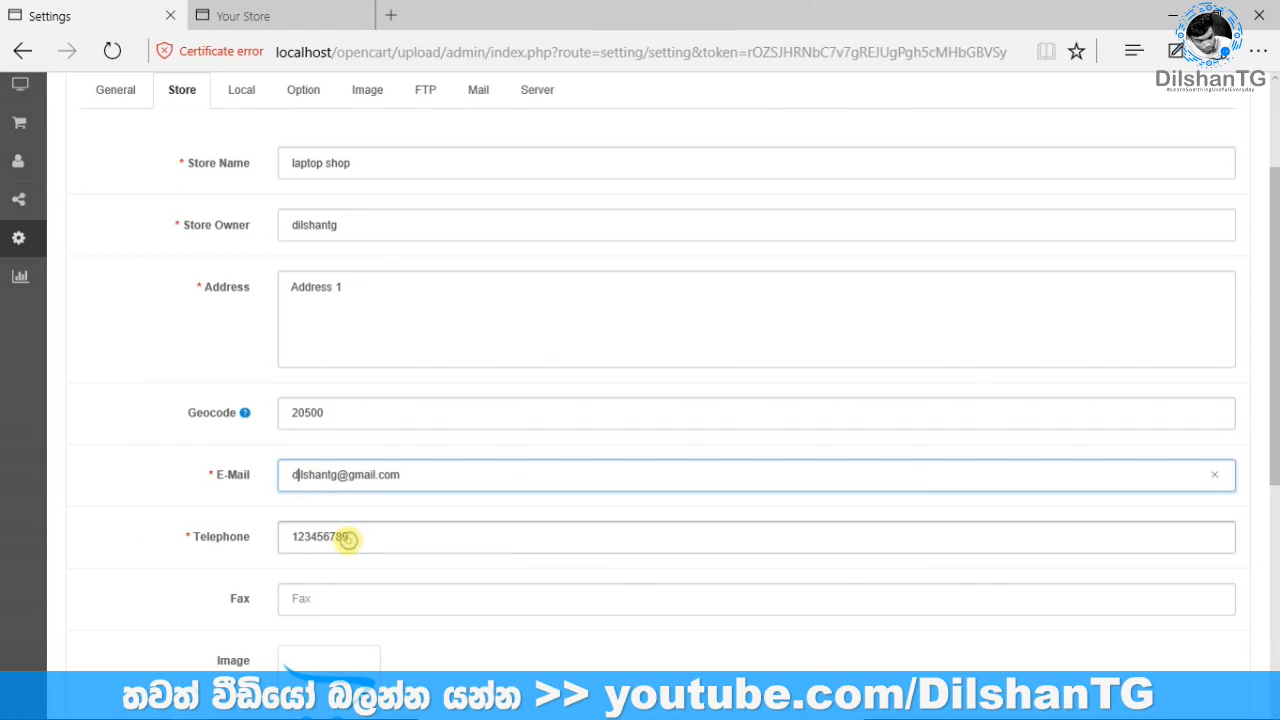 Settings
Your Store
Certificate error
localhost/opencart/upload/admin/index.php?route=setting/setting&token=rOZSJHRNbC7v7gREJUgPgh5cMHbGBVSy
DilshanTG
#LearnSomthingUsefulEveryday
General Store Local Option Image FTP Mail Server
* Store Name laptop shop
* Store Owner dilshantg
* Address Address 1
Geocode ? 20500
* E-Mail dilshantg@gmail.com
* Telephone 123456789
Fax Fax
Image
තවත් වීඩියෝ බලන්න යන්න >> youtube.com/DilshanTG